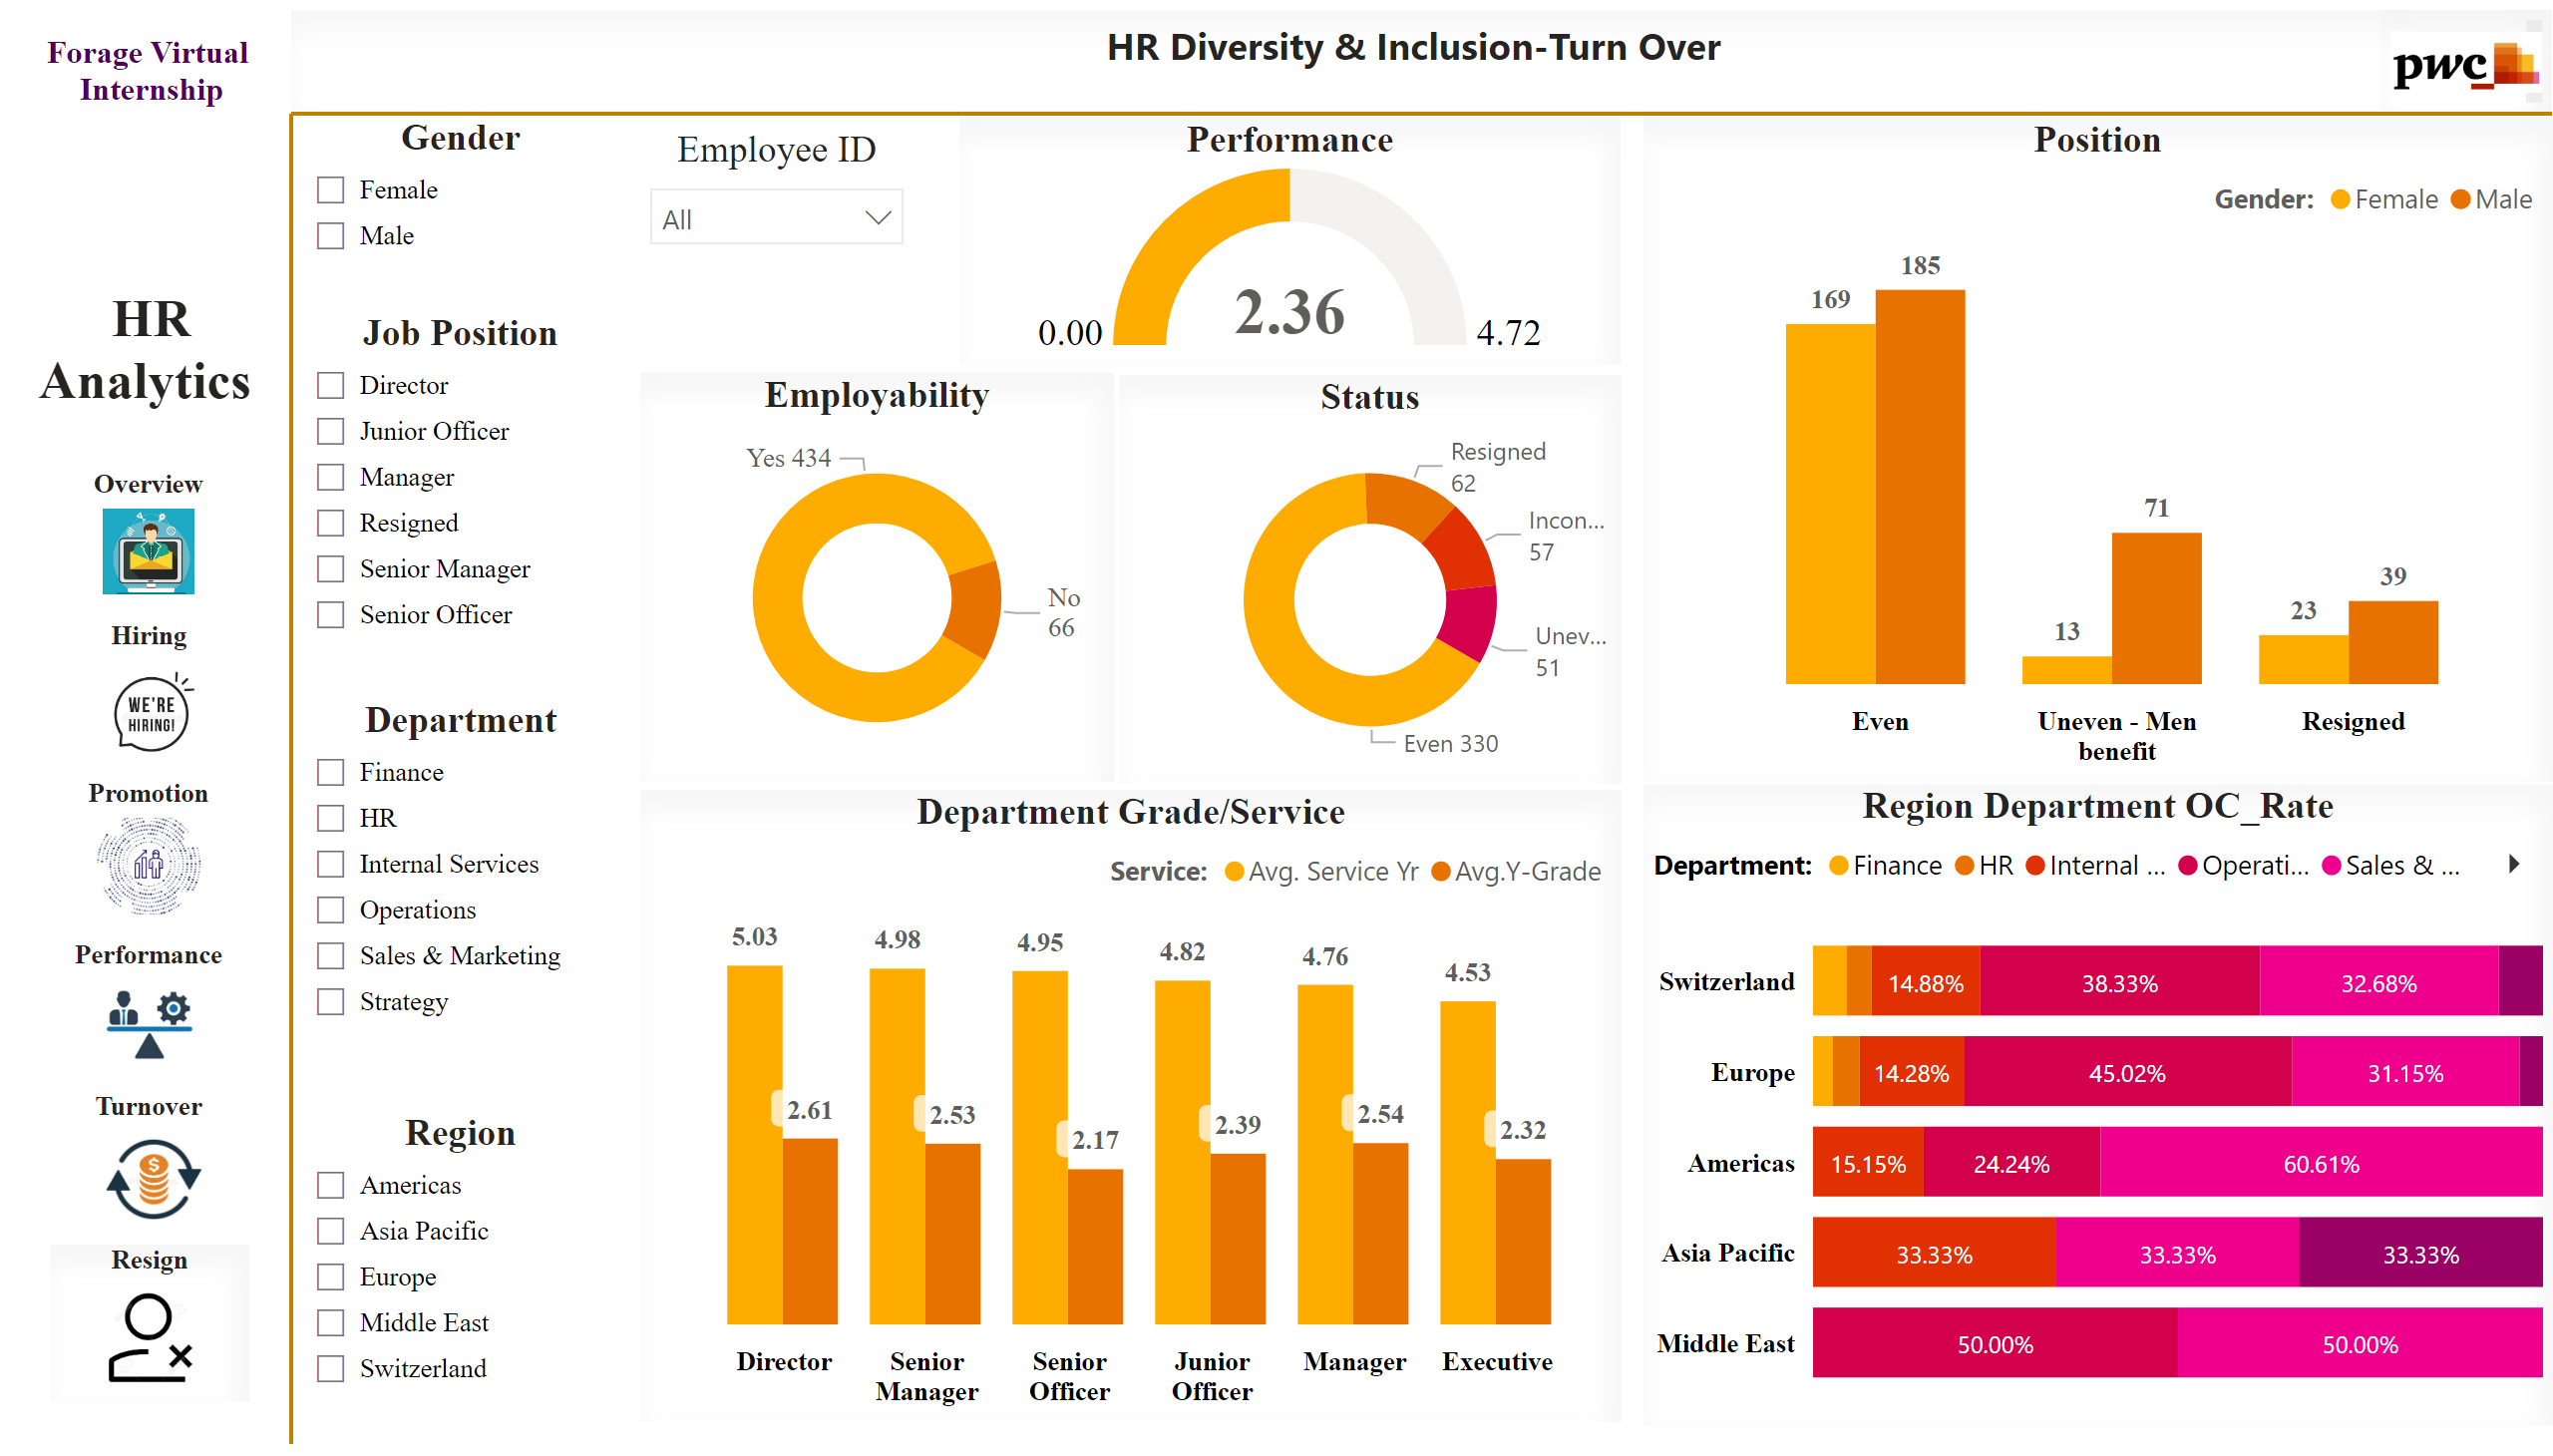 Forage Virtual
Internship
HR Diversity & Inclusion-Turn Over
pwc
HR
Analytics
Overview
Hiring
WE'RE
HIRING!
Promotion
Performance
Turnover
$
Resign
Gender
Female
Male
Job Position
Director
Junior Officer
Manager
Resigned
Senior Manager
Senior Officer
Department
Finance
HR
Internal Services
Operations
Sales & Marketing
Strategy
Region
Americas
Asia Pacific
Europe
Middle East
Switzerland
Employee ID
All
Performance
2.36
0.00
4.72
Employability
Yes 434
No
66
Status
Resigned
62
Incon...
57
Unev...
51
Even 330
Position
Gender: Female Male
169
185
13
71
23
39
Even
Uneven - Men
benefit
Resigned
Department Grade/Service
Service: Avg. Service Yr Avg.Y-Grade
5.03
2.61
4.98
2.53
4.95
2.17
4.82
2.39
4.76
2.54
4.53
2.32
Director
Senior
Manager
Senior
Officer
Junior
Officer
Manager
Executive
Region Department OC_Rate
Department: Finance HR Internal ... Operati... Sales & ...
Switzerland 14.88% 38.33% 32.68%
Europe 14.28% 45.02% 31.15%
Americas 15.15% 24.24% 60.61%
Asia Pacific 33.33% 33.33% 33.33%
Middle East 50.00% 50.00%